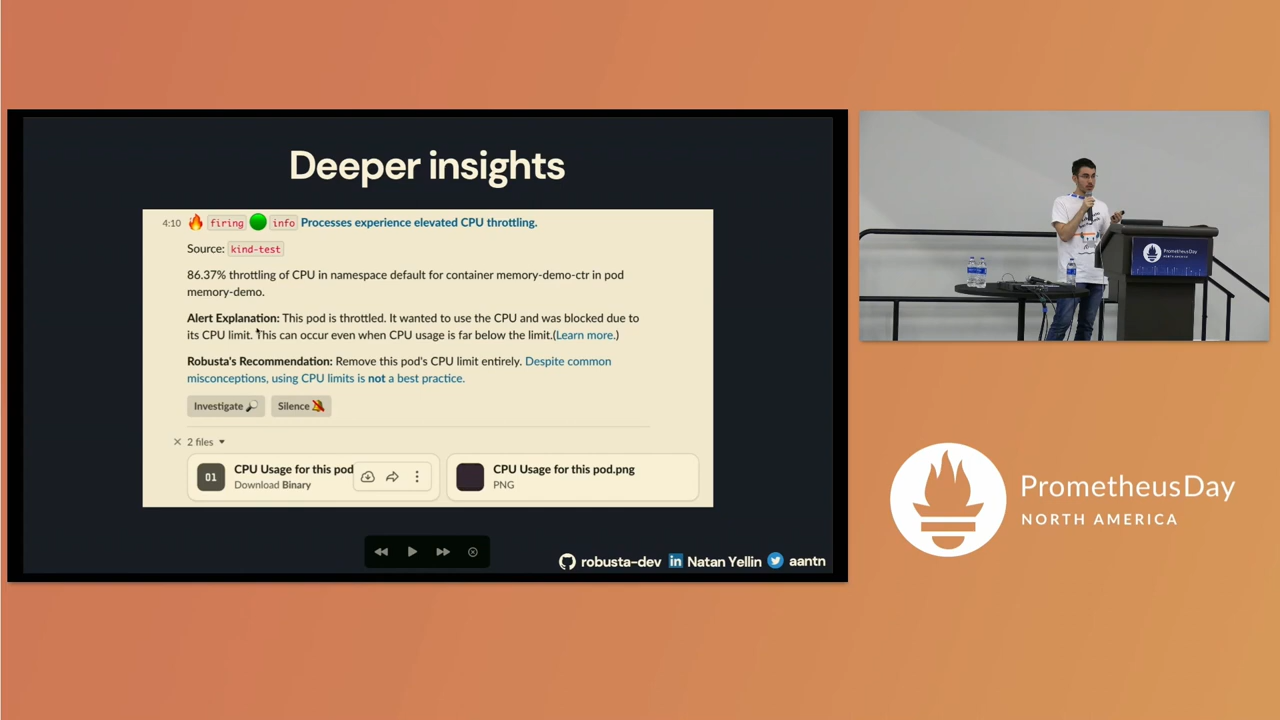 Deeper insights
4:10 firing info Processes experience elevated CPU throttling.
Source: kind-test
86.37% throttling of CPU in namespace default for container memory-demo-ctr in pod
memory-demo.
Alert Explanation: This pod is throttled. It wanted to use the CPU and was blocked due to
its CPU limit. This can occur even when CPU usage is far below the limit.(Learn more.)
Robusta's Recommendation: Remove this pod's CPU limit entirely. Despite common
misconceptions, using CPU limits is not a best practice.
Investigate Silence
2 files
01 CPU Usage for this pod
Download Binary
CPU Usage for this pod.png
PNG
robusta-dev in Natan Yellin aantn
PrometheusDay
PrometheusDay
NORTH AMERICA